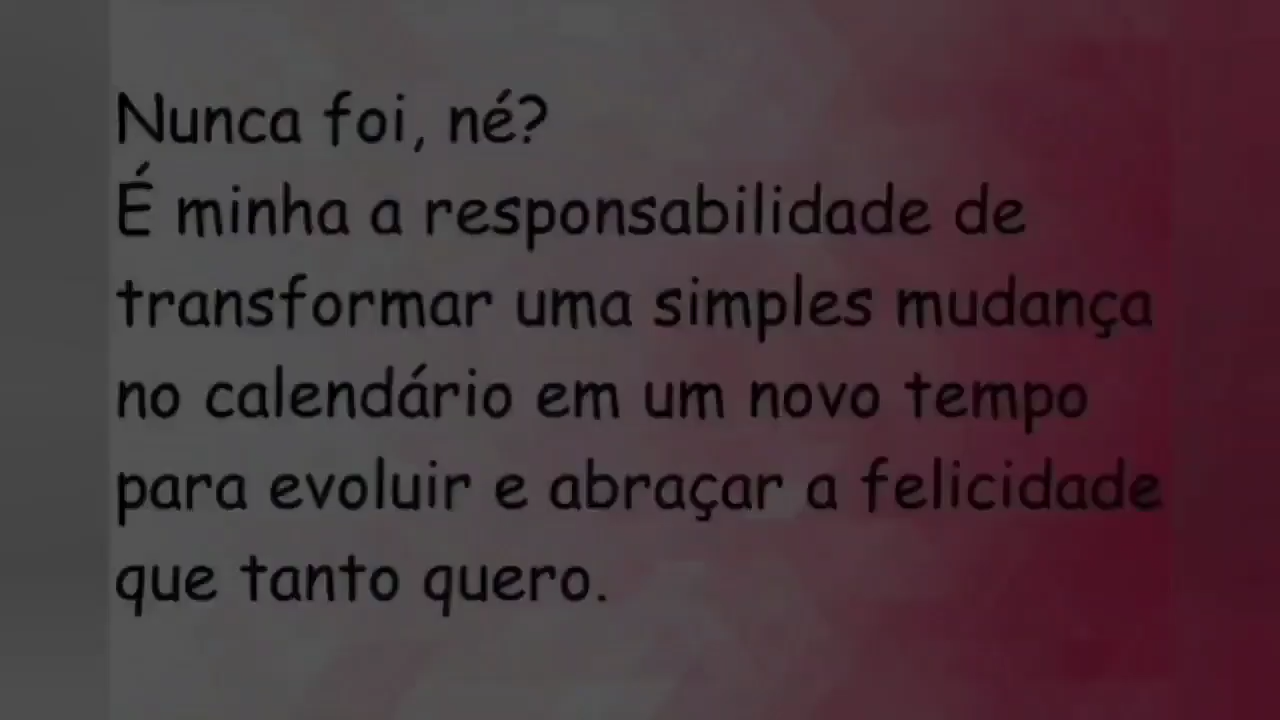 Nunca foi, né?
É minha a responsabilidade de
transformar uma simples mudança
no calendário em um novo tempo
para evoluir e abraçar a felicidade
que tanto quero.